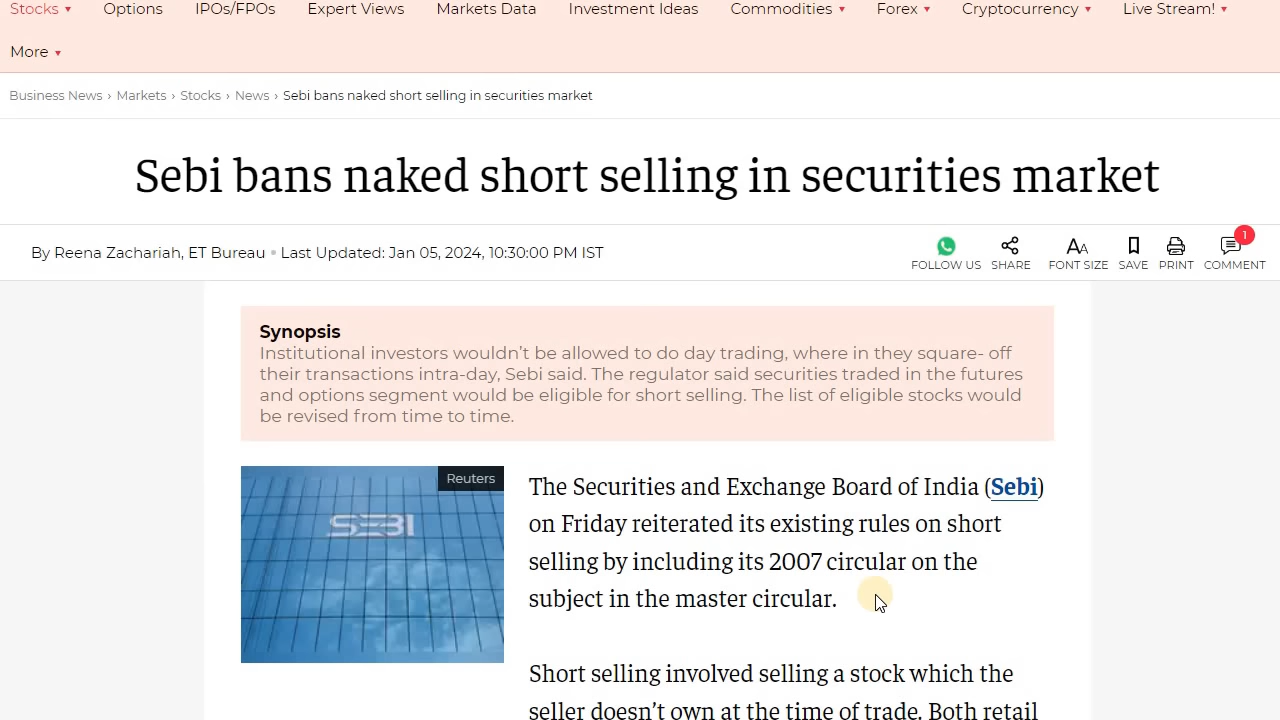 Stocks ▾ Options IPOs/FPOs Expert Views Markets Data Investment Ideas Commodities ▾ Forex ▾ Cryptocurrency ▾ Live Stream! ▾
More ▾
Business News › Markets › Stocks › News › Sebi bans naked short selling in securities market
Sebi bans naked short selling in securities market
By Reena Zachariah, ET Bureau • Last Updated: Jan 05, 2024, 10:30:00 PM IST
FOLLOW US SHARE AA FONT SIZE SAVE PRINT 1 COMMENT
Synopsis
Institutional investors wouldn’t be allowed to do day trading, where in they square- off
their transactions intra-day, Sebi said. The regulator said securities traded in the futures
and options segment would be eligible for short selling. The list of eligible stocks would
be revised from time to time.
Reuters
SEBI
The Securities and Exchange Board of India (Sebi)
on Friday reiterated its existing rules on short
selling by including its 2007 circular on the
subject in the master circular.
Short selling involved selling a stock which the
seller doesn’t own at the time of trade. Both retail